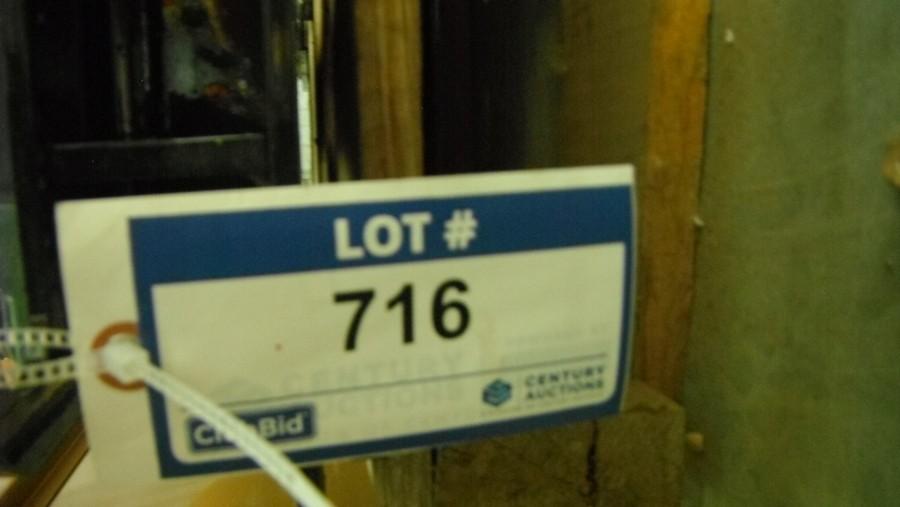 LOT #
716
CENTURY
AUCTIONS